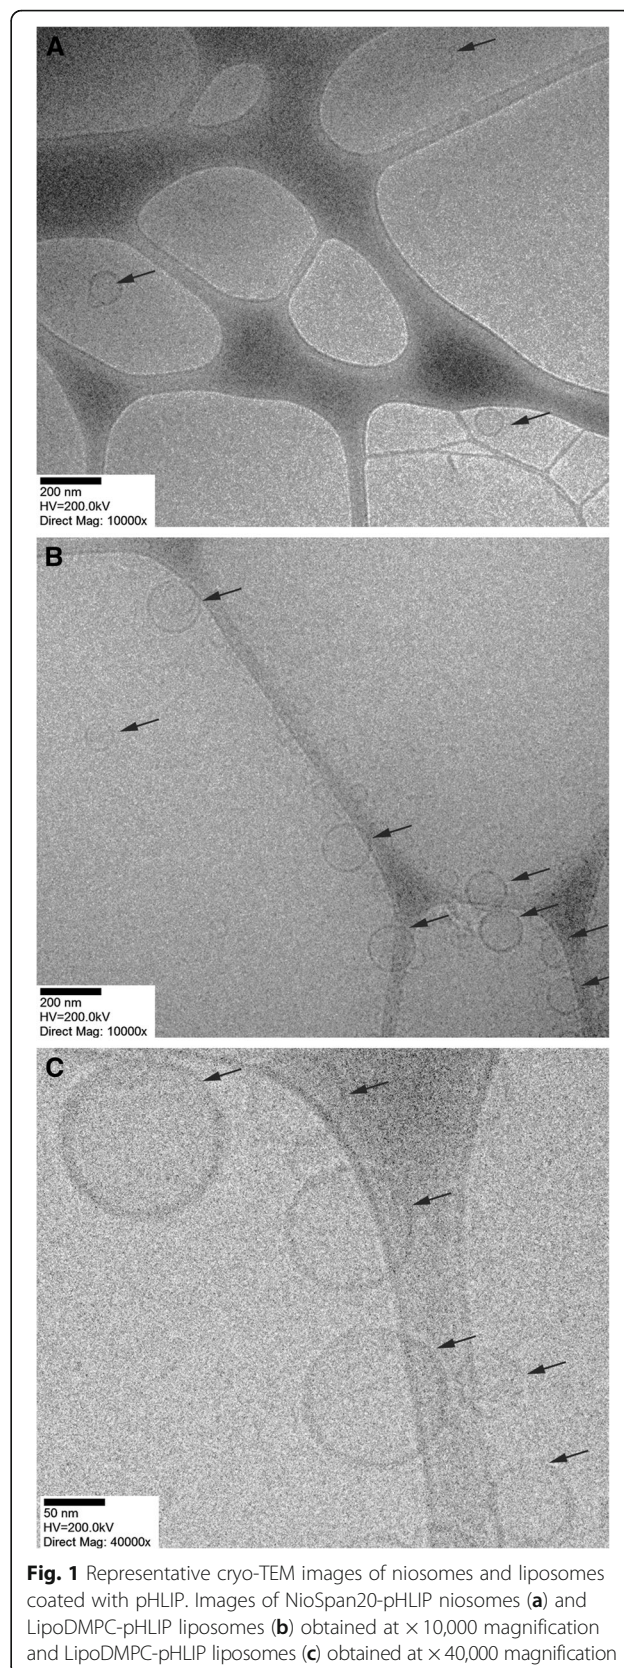 A
200 nm
HV=200.0kV
Direct Mag: 10000x
B
200 nm
HV=200.0kV
Direct Mag: 10000x
C
50 nm
HV=200.0kV
Direct Mag: 40000x
Fig. 1 Representative cryo-TEM images of niosomes and liposomes
coated with pHLIP. Images of NioSpan20-pHLIP niosomes (a) and
LipoDMPC-pHLIP liposomes (b) obtained at × 10,000 magnification
and LipoDMPC-pHLIP liposomes (c) obtained at × 40,000 magnification